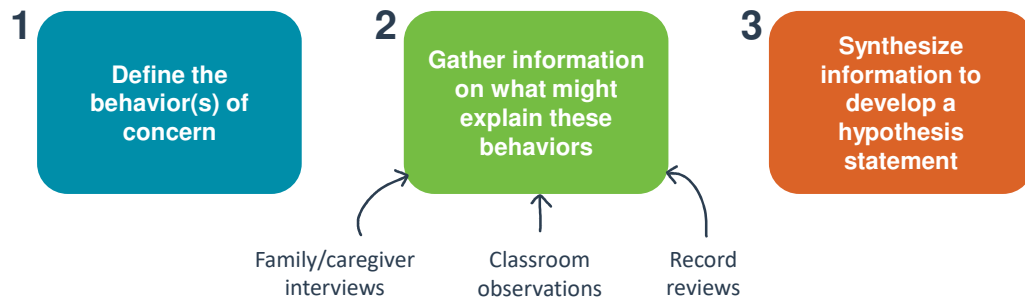 1
Define the
behavior(s) of
concern
2
Gather information
on what might
explain these
behaviors
3
Synthesize
information to
develop a
hypothesis
statement
Family/caregiver
interviews
Classroom
observations
Record
reviews